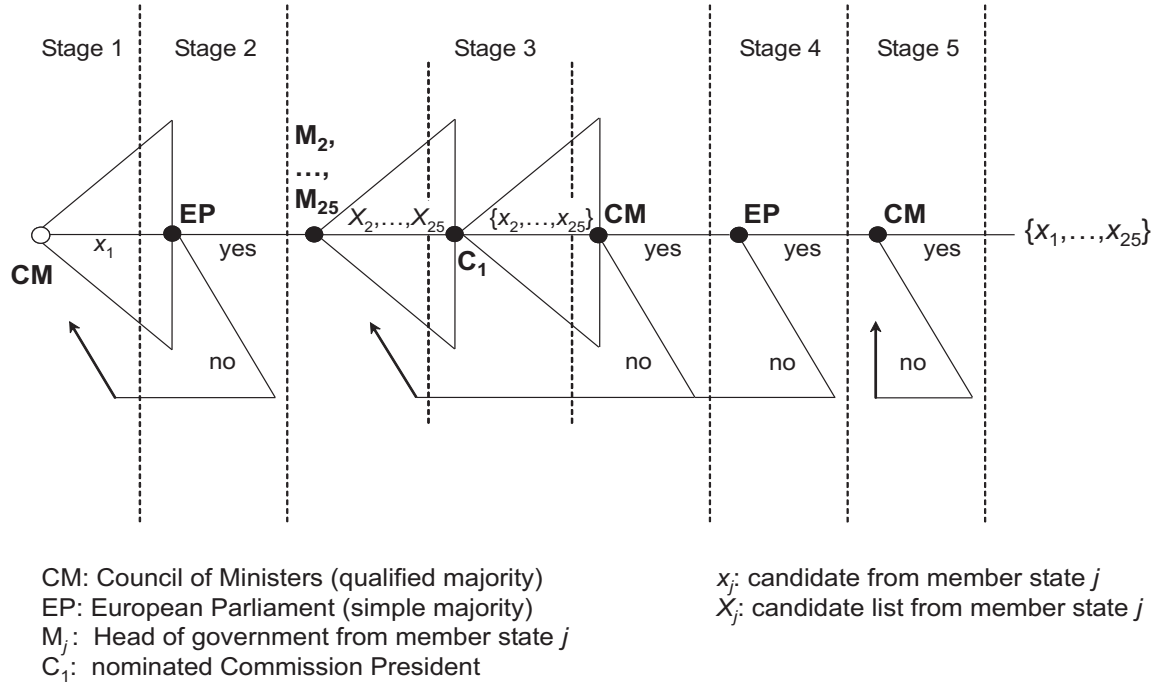 Stage 1 Stage 2 Stage 3 Stage 4 Stage 5
M₂,
…,
M₂₅
EP X₂,…,X₂₅ {x₂,…,x₂₅} CM EP CM
x₁ yes yes yes yes {x₁,…,x₂₅}
CM C₁
no no no no
CM: Council of Ministers (qualified majority) xⱼ: candidate from member state j
EP: European Parliament (simple majority) Xⱼ: candidate list from member state j
Mⱼ: Head of government from member state j
C₁: nominated Commission President